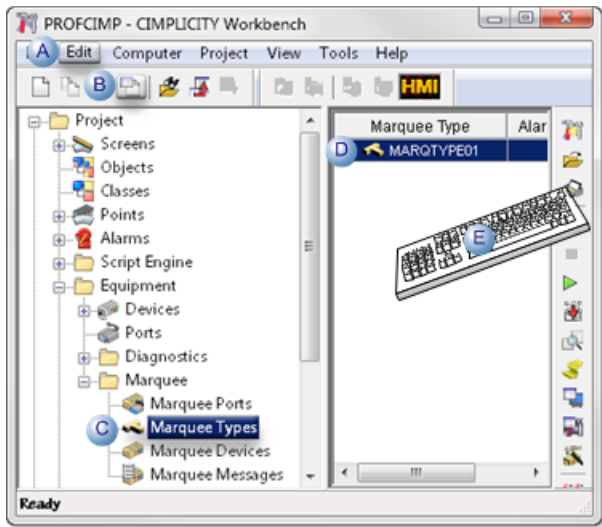 PROFCIMP - CIMPLICITY Workbench
A Edit Computer Project View Tools Help
B HMI
Project
Screens
Objects
Classes
Points
Alarms
Script Engine
Equipment
Devices
Ports
Diagnostics
Marquee
Marquee Ports
C Marquee Types
Marquee Devices
Marquee Messages
Marquee Type Alar
D MARQTYPE01
E
Ready